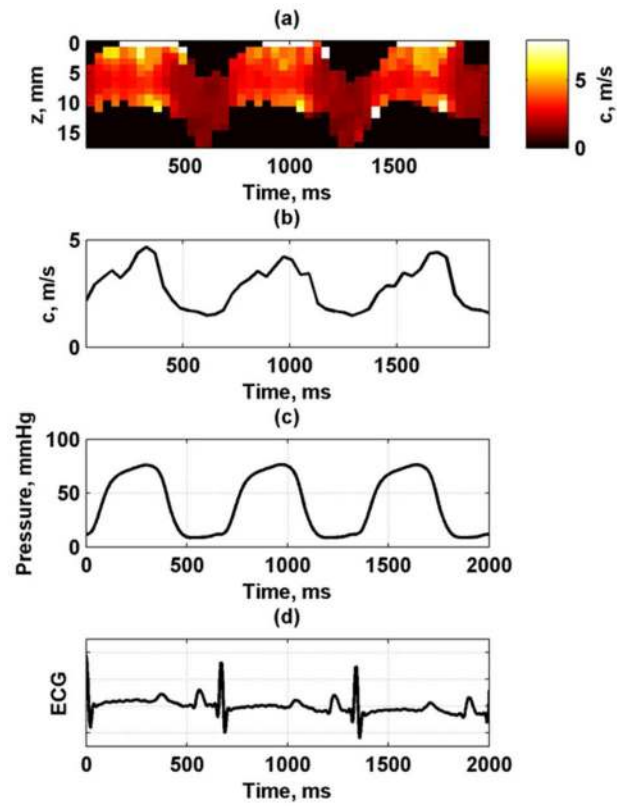 (a)
0
5
10
15
z, mm
500 1000 1500
Time, ms
5
0
c, m/s
(b)
5
0
c, m/s
500 1000 1500
Time, ms
(c)
100
50
0
Pressure, mmHg
0 500 1000 1500 2000
Time, ms
(d)
ECG
0 500 1000 1500 2000
Time, ms